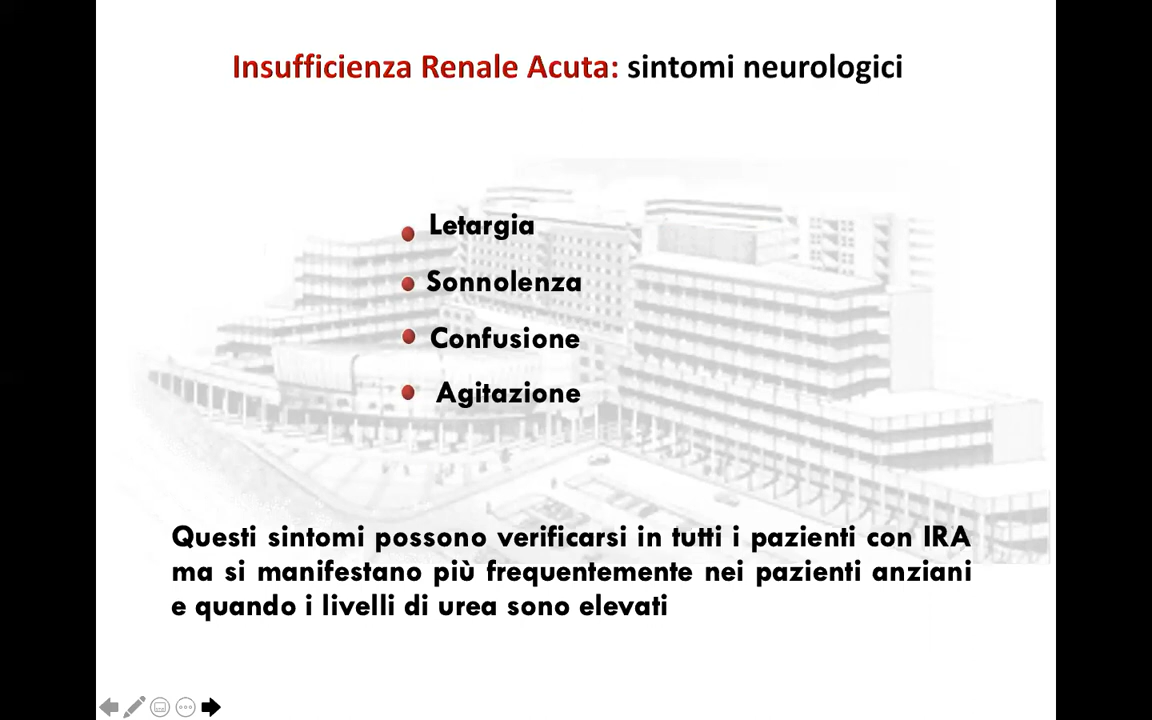 Insufficienza Renale Acuta: sintomi neurologici
Letargia
Sonnolenza
Confusione
Agitazione
Questi sintomi possono verificarsi in tutti i pazienti con IRA
ma si manifestano più frequentemente nei pazienti anziani
e quando i livelli di urea sono elevati